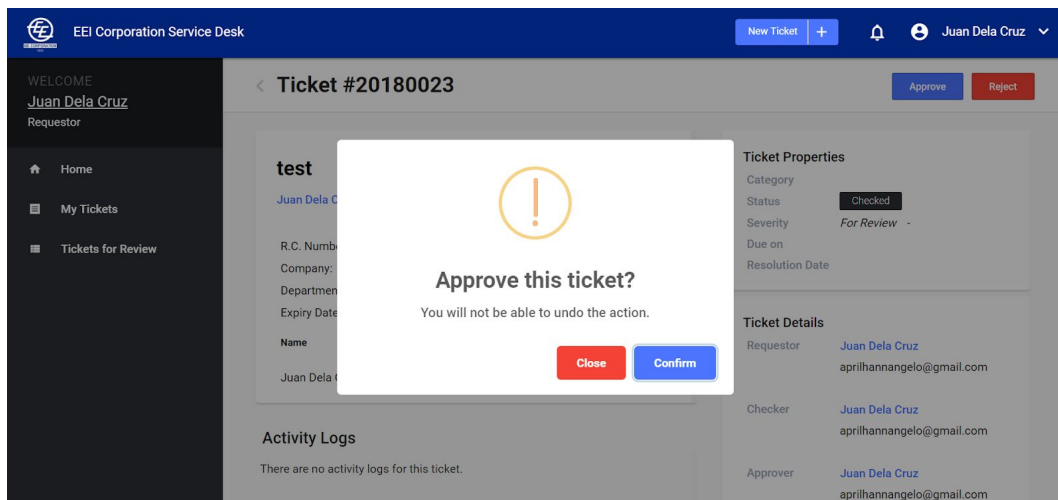 EEI Corporation Service Desk
New Ticket +
Juan Dela Cruz
WELCOME
Juan Dela Cruz
Requestor
Home
My Tickets
Tickets for Review
Ticket #20180023
Approve
Reject
test
Juan Dela
R.C.
Company:
Expiry Date
Name
Juan Dela
Approve this ticket?
You will not be able to undo the action.
Close
Confirm
Activity Logs
There are no activity logs for this ticket.
Ticket Properties
Category
Status Checked
Severity For Review -
Due on
Resolution Date
Ticket Details
Requestor Juan Dela Cruz
aprilhannangelo@gmail.com
Checker Juan Dela Cruz
aprilhannangelo@gmail.com
Approver Juan Dela Cruz
aprilhannangelo@gmail.com